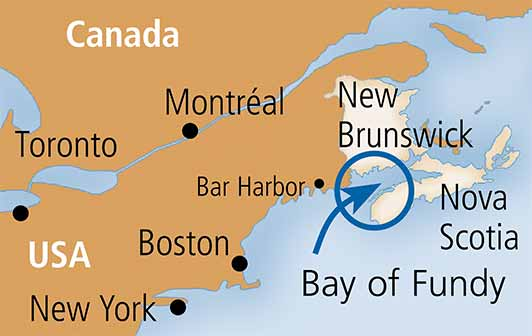 Canada
Montréal
New
Brunswick
Toronto
Bar Harbor
Nova
Scotia
USA
Boston
Bay of Fundy
New York